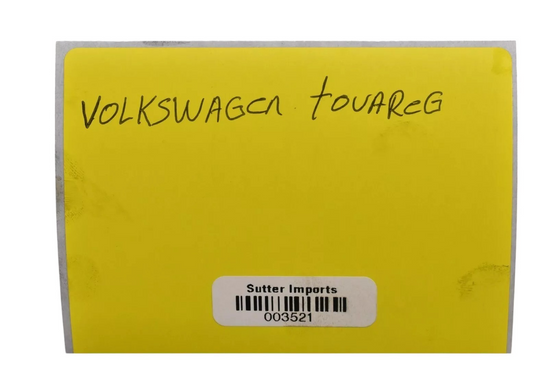 VOLKSWAGen touAReG
Sutter Imports
003521